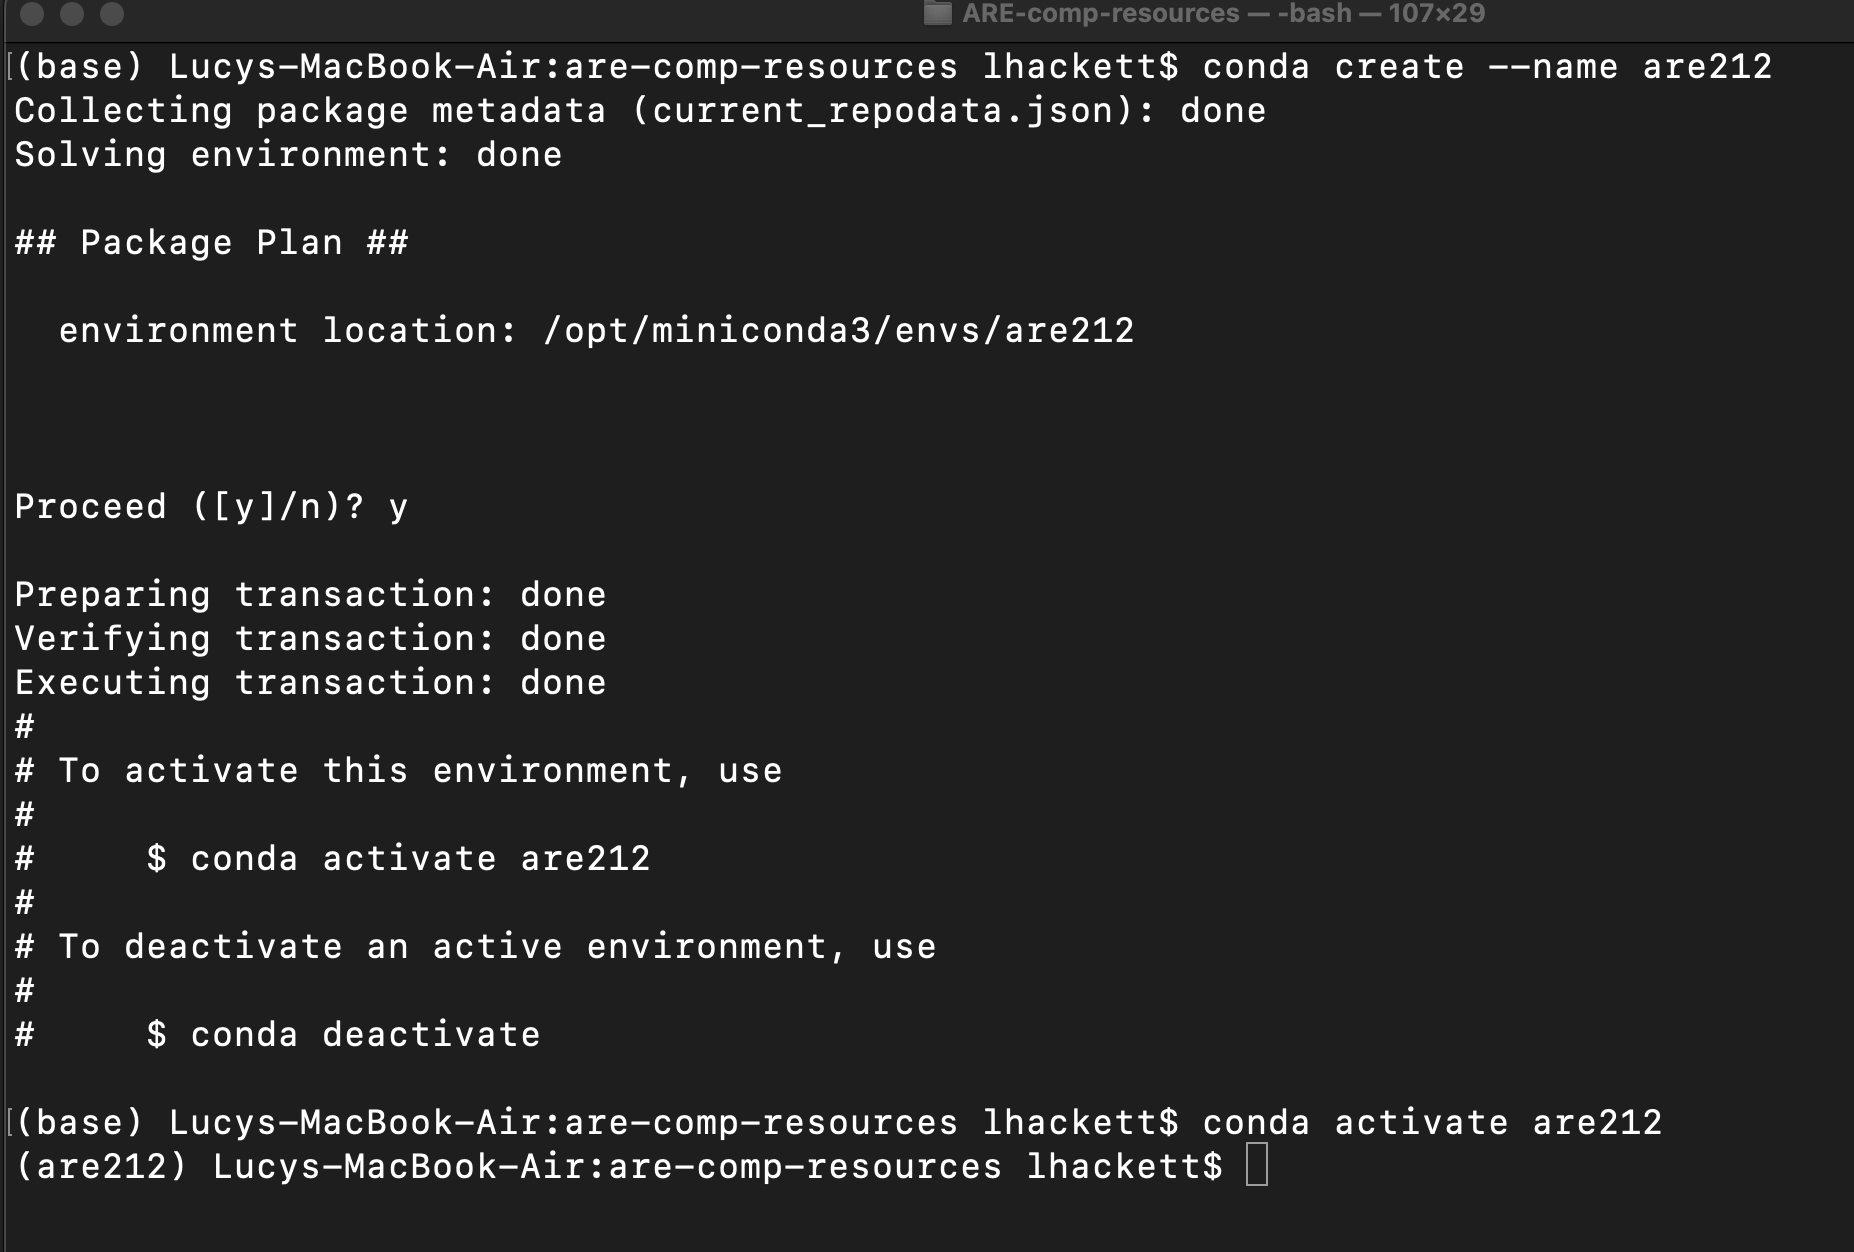 ARE-comp-resources — -bash — 107×29
(base) Lucys-MacBook-Air:are-comp-resources lhackett$ conda create --name are212
Collecting package metadata (current_repodata.json): done
Solving environment: done
## Package Plan ##
environment location: /opt/miniconda3/envs/are212
Proceed ([y]/n)? y
Preparing transaction: done
Verifying transaction: done
Executing transaction: done
#
# To activate this environment, use
#
#     $ conda activate are212
#
# To deactivate an active environment, use
#
#     $ conda deactivate
(base) Lucys-MacBook-Air:are-comp-resources lhackett$ conda activate are212
(are212) Lucys-MacBook-Air:are-comp-resources lhackett$